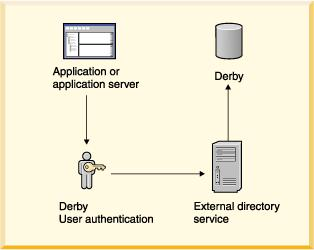 Application or
application server
Derby
Derby
User authentication
External directory
service